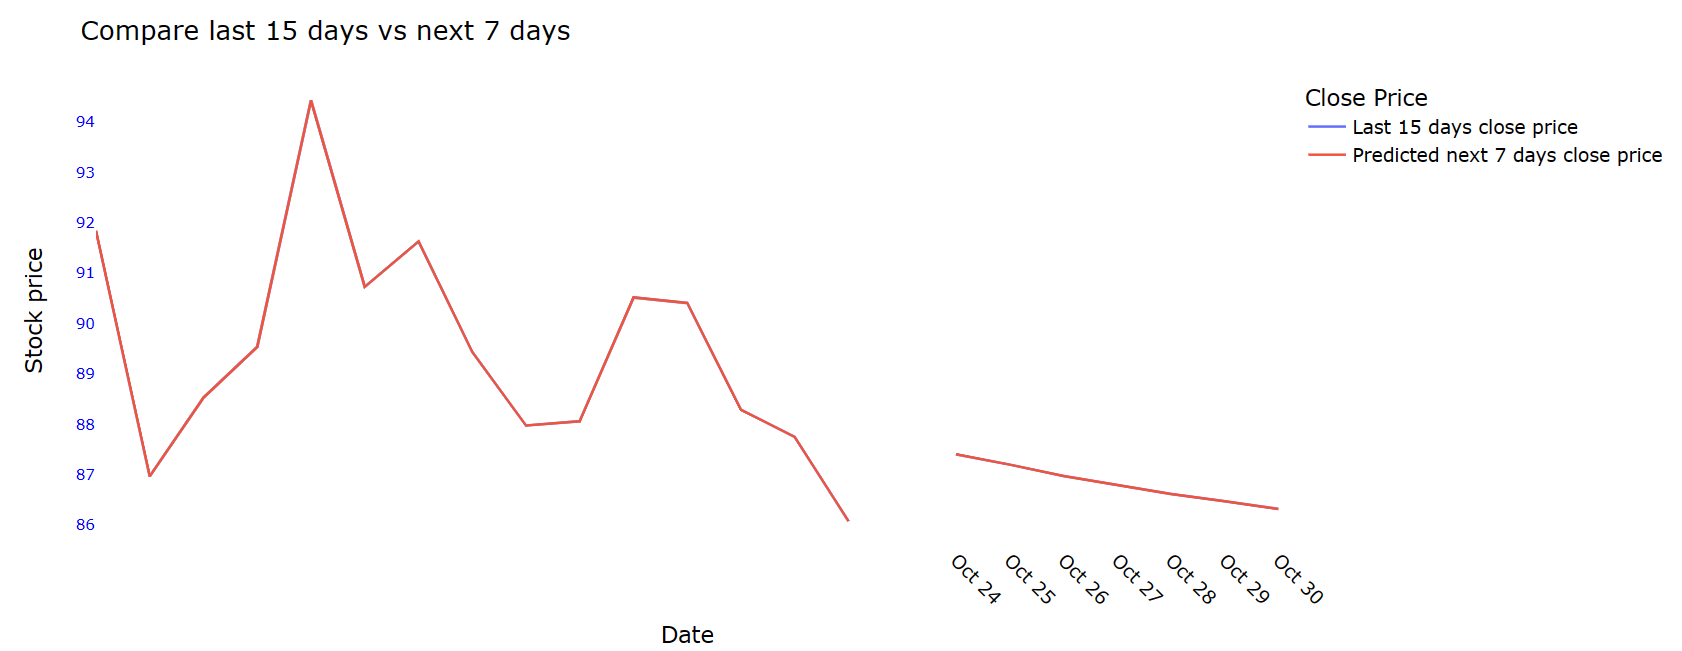 Compare last 15 days vs next 7 days
Close Price
Last 15 days close price
Predicted next 7 days close price
94
93
92
91
90
89
88
87
86
Stock price
Oct 24
Oct 25
Oct 26
Oct 27
Oct 28
Oct 29
Oct 30
Date